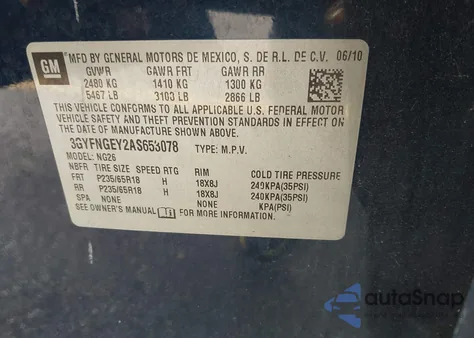 GM
MFD BY GENERAL MOTORS DE MEXICO, S. DE R.L. DE C.V. 06/10
GVWR GAWR FRT GAWR RR
2480 KG 1410 KG 1300 KG
5467 LB 3103 LB 2866 LB
THIS VEHICLE CONFORMS TO ALL APPLICABLE U.S. FEDERAL MOTOR
VEHICLE SAFETY, BUMPER, AND THEFT PREVENTION STANDARDS IN
EFFECT ON THE DATE OF MANUFACTURE SHOWN ABOVE.
3GYFNGEY2AS653078 TYPE: M.P.V.
NG26
NBFR TIRE SIZE SPEED RTG RIM COLD TIRE PRESSURE
FRT P235/65R18 H 18X8J 240KPA(35PSI)
RR P235/65R18 H 18X8J 240KPA(35PSI)
SPA NONE NONE KPA(PSI)
SEE OWNER'S MANUAL FOR MORE INFORMATION.
autoSnap